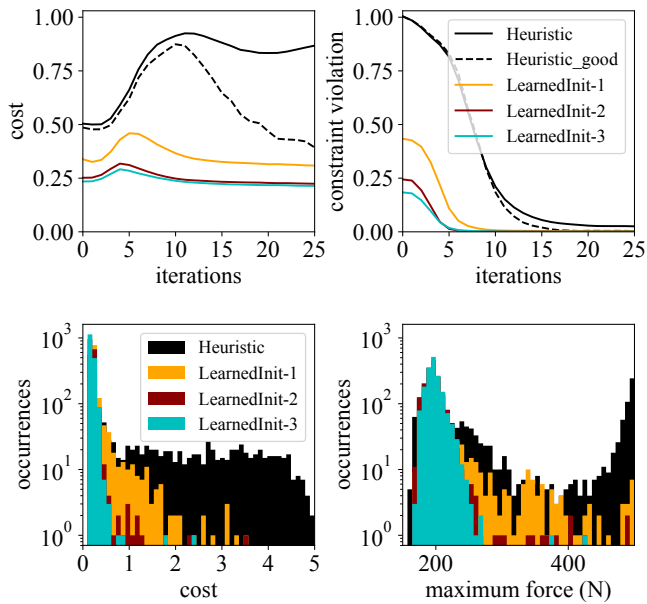 cost
1.00
0.75
0.50
0.25
0.00
0 5 10 15 20 25
iterations
constraint violation
1.00
0.75
0.50
0.25
0.00
0 5 10 15 20 25
iterations
Heuristic
Heuristic_good
LearnedInit-1
LearnedInit-2
LearnedInit-3
occurrences
10³
10²
10¹
10⁰
0 1 2 3 4 5
cost
Heuristic
LearnedInit-1
LearnedInit-2
LearnedInit-3
occurrences
10³
10²
10¹
10⁰
200 400
maximum force (N)